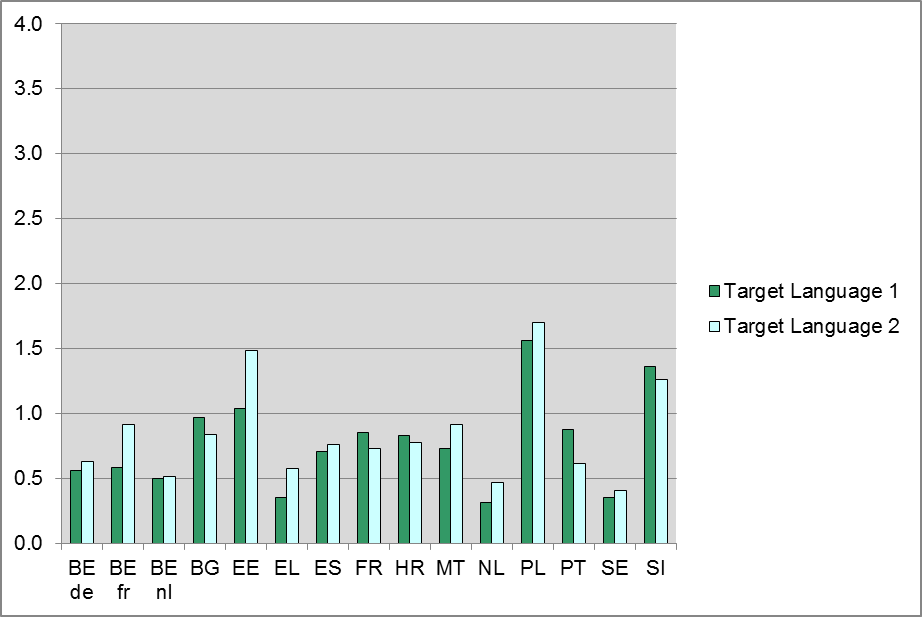 4.0
3.5
3.0
2.5
2.0
1.5
1.0
0.5
0.0
BE BE BE BG EE EL ES FR HR MT NL PL PT SE SI
de fr nl
Target Language 1
Target Language 2